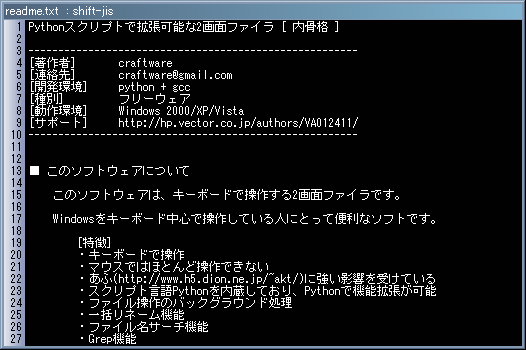 readme.txt : shift-jis
1 Pythonスクリプトで拡張可能な2画面ファイラ [ 内骨格 ]
2
3 -------------------------------------------------------
4 [著作者] craftware
5 [連絡先] craftware@gmail.com
6 [開発環境] python + gcc
7 [種別] フリーウェア
8 [動作環境] Windows 2000/XP/Vista
9 [サポート] http://hp.vector.co.jp/authors/VA012411/
10 -------------------------------------------------------
11
12
13 ■ このソフトウェアについて
14
15 このソフトウェアは、キーボードで操作する2画面ファイラです。
16
17 Windowsをキーボード中心で操作している人にとって便利なソフトです。
18
19 [特徴]
20 ・キーボードで操作
21 ・マウスではほとんど操作できない
22 ・あふ(http://www.h5.dion.ne.jp/~akt/)に強い影響を受けている
23 ・スクリプト言語Pythonを内蔵しており、Pythonで機能拡張が可能
24 ・ファイル操作のバックグラウンド処理
25 ・一括リネーム機能
26 ・ファイル名サーチ機能
27 ・Grep機能